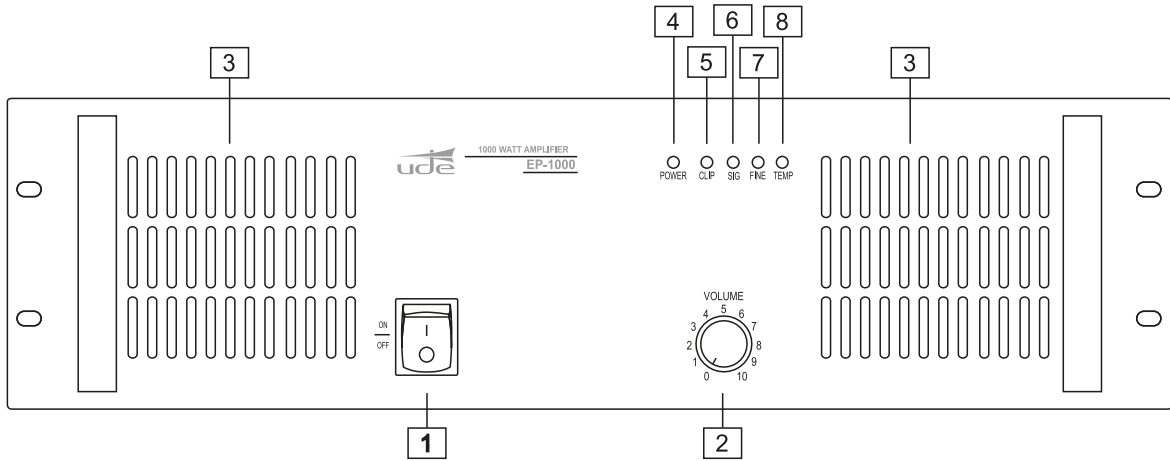 4 6 8
3 5 7 3
ude 1000 WATT AMPLIFIER
EP-1000
POWER CLIP SIG FINE TEMP
VOLUME
ON
OFF
I
0 1 2 3 4 5 6 7 8 9 10
1 2